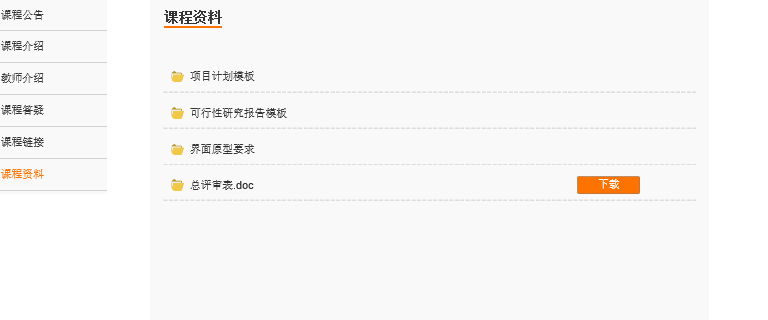 课程公告
课程介绍
教师介绍
课程答疑
课程链接
课程资料
课程资料
项目计划模板
可行性研究报告模板
界面原型要求
总评审表.doc
下载